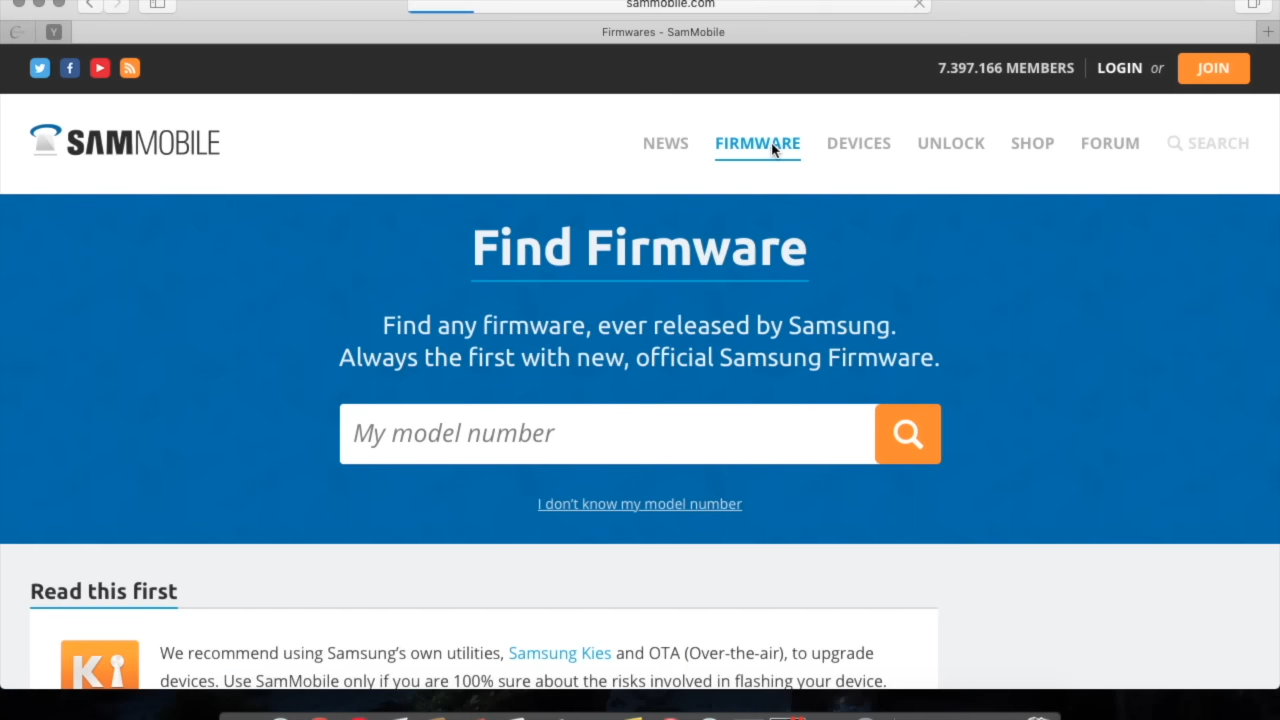 sammobile.com
Y
Firmwares - SamMobile
7.397.166 MEMBERS LOGIN or JOIN
SAMMOBILE
NEWS FIRMWARE DEVICES UNLOCK SHOP FORUM SEARCH
Find Firmware
Find any firmware, ever released by Samsung.
Always the first with new, official Samsung Firmware.
My model number
I don't know my model number
Read this first
Ki
We recommend using Samsung's own utilities, Samsung Kies and OTA (Over-the-air), to upgrade
devices. Use SamMobile only if you are 100% sure about the risks involved in flashing your device.